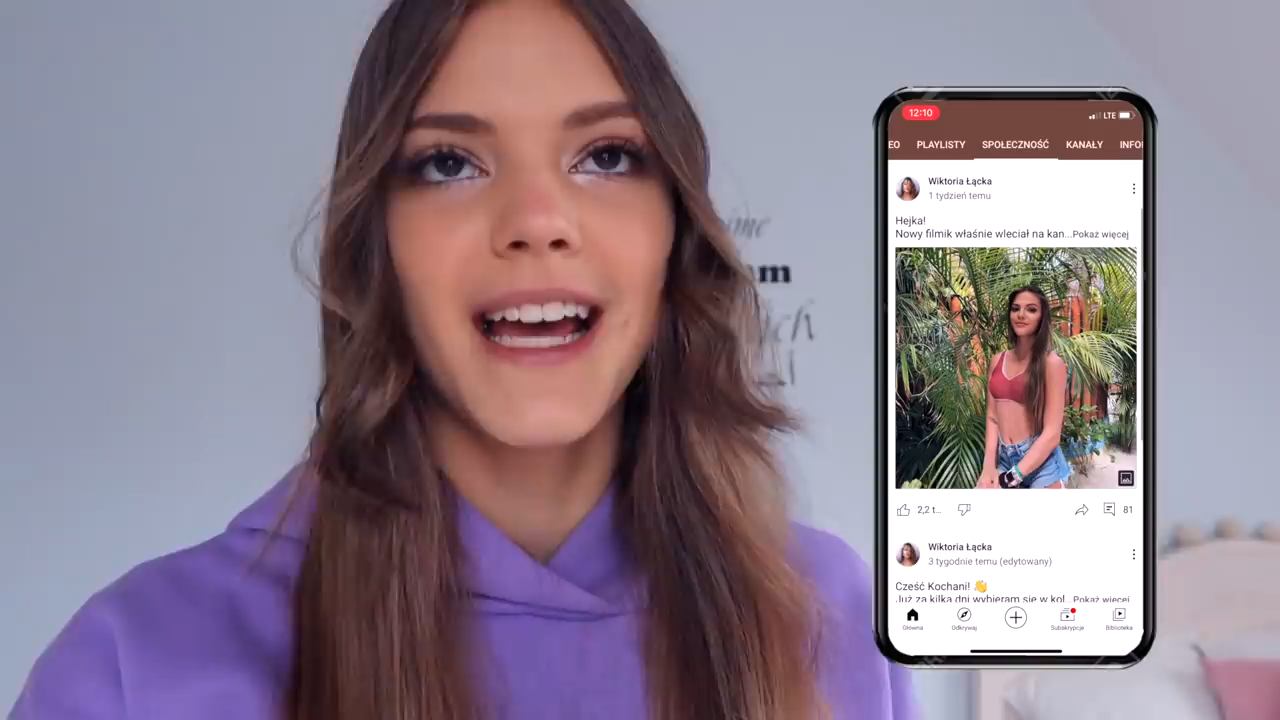 12:10
LTE
EO PLAYLISTY SPOŁECZNOŚĆ KANAŁY INFO
Wiktoria Łącka
1 tydzień temu
Hejka!
Nowy filmik właśnie wleciał na kan...Pokaż więcej
2,2 t...
81
Wiktoria Łącka
3 tygodnie temu (edytowany)
Cześć Kochani! 👋
Już za kilka dni wybieram się w kol...Pokaż więcej
Główna Odkrywaj Subskrypcje Biblioteka